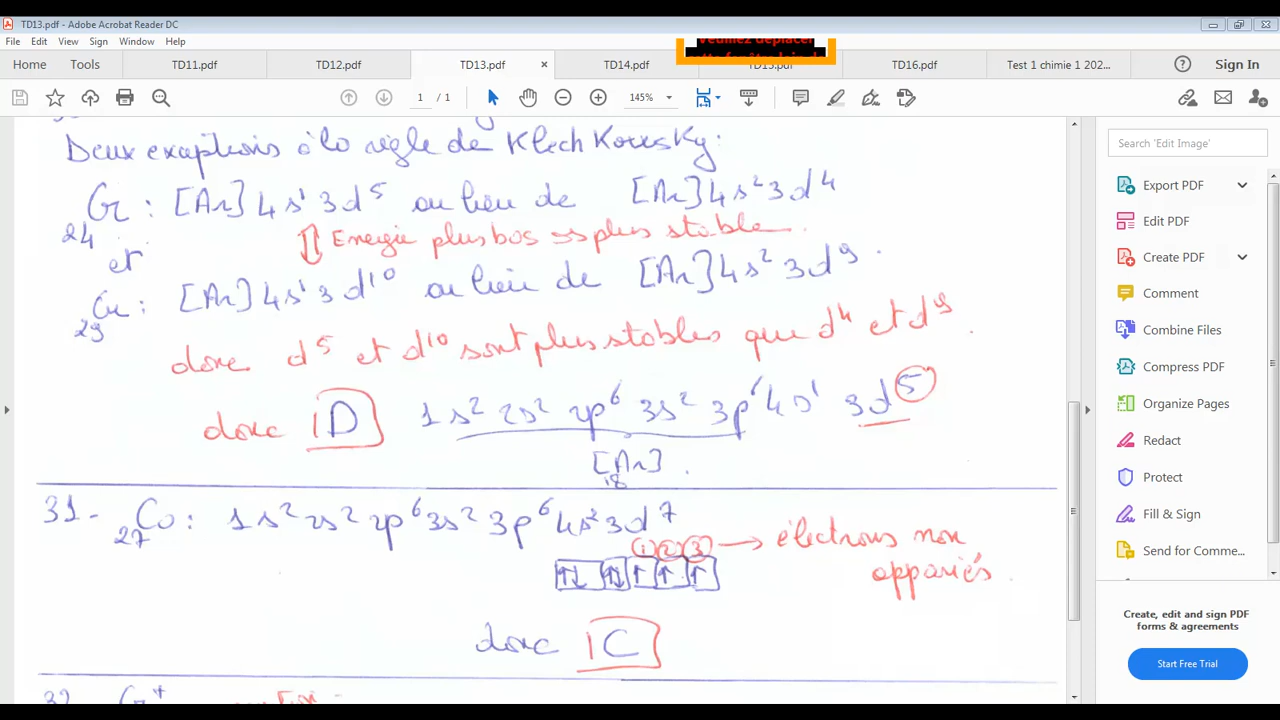 TD13.pdf - Adobe Acrobat Reader DC
File Edit View Sign Window Help
Home Tools TD11.pdf TD12.pdf TD13.pdf × TD14.pdf TD15.pdf TD16.pdf Test 1 chimie 1 202... Sign In
Veuillez déplacer
1 / 1 145%
Deux exeptions à la règle de KlechKowsKy:
24Cr : [Ar] 4s¹ 3d⁵ au lieu de [Ar] 4s² 3d⁴
Energie plus bas ⇒ plus stable
et
29Cu : [Ar] 4s¹ 3d¹⁰ au lieu de [Ar] 4s² 3d⁹.
donc d⁵ et d¹⁰ sont plus stables que d⁴ et d⁹.
donc D 1s² 2s² 2p⁶ 3s² 3p⁶ 4s¹ 3d⁵
[Ar]
18
31- 27Co : 1s² 2s² 2p⁶ 3s² 3p⁶ 4s² 3d⁷
① ② ③ → électrons non
↑↓ ↑↓ ↑ ↑ ↑ appariés
donc C
32
Search 'Edit Image'
Export PDF
Edit PDF
Create PDF
Comment
Combine Files
Compress PDF
Organize Pages
Redact
Protect
Fill & Sign
Send for Comme...
Create, edit and sign PDF
forms & agreements
Start Free Trial